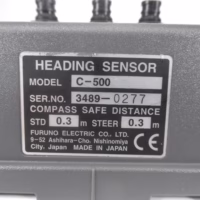 HEADING SENSOR
MODEL C-500
SER.NO. 3489-0277
COMPASS SAFE DISTANCE
STD 0.3 m STEER 0.3 m
FURUNO ELECTRIC CO. LTD.
9-52 Ashihara-Cho. Nishinomiya
City. Japan MADE IN JAPAN